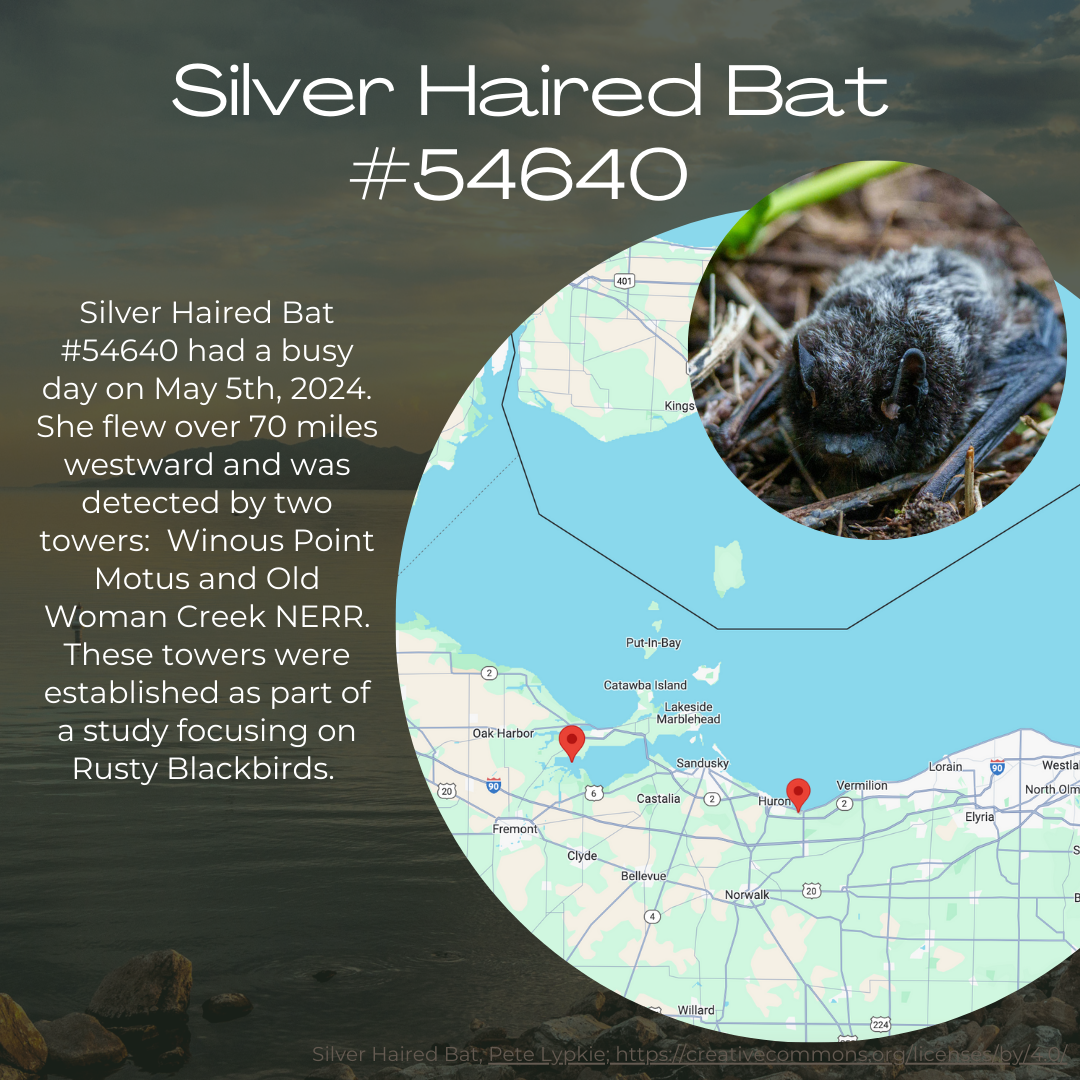 Silver Haired Bat
#54640
Silver Haired Bat
#54640 had a busy
day on May 5th, 2024.
She flew over 70 miles
westward and was
detected by two
towers:  Winous Point
Motus and Old
Woman Creek NERR.
These towers were
established as part of
a study focusing on
Rusty Blackbirds.
401
Kings
Put-In-Bay
2
Catawba Island
Lakeside
Marblehead
Oak Harbor
Sandusky
Lorain
90
Westla
20
90
6
Castalia
2
Huron
Vermilion
2
North Olm
Elyria
Fremont
Clyde
Bellevue
Norwalk
20
4
Willard
224
Silver Haired Bat, Pete Lypkie; https://creativecommons.org/licenses/by/4.0/